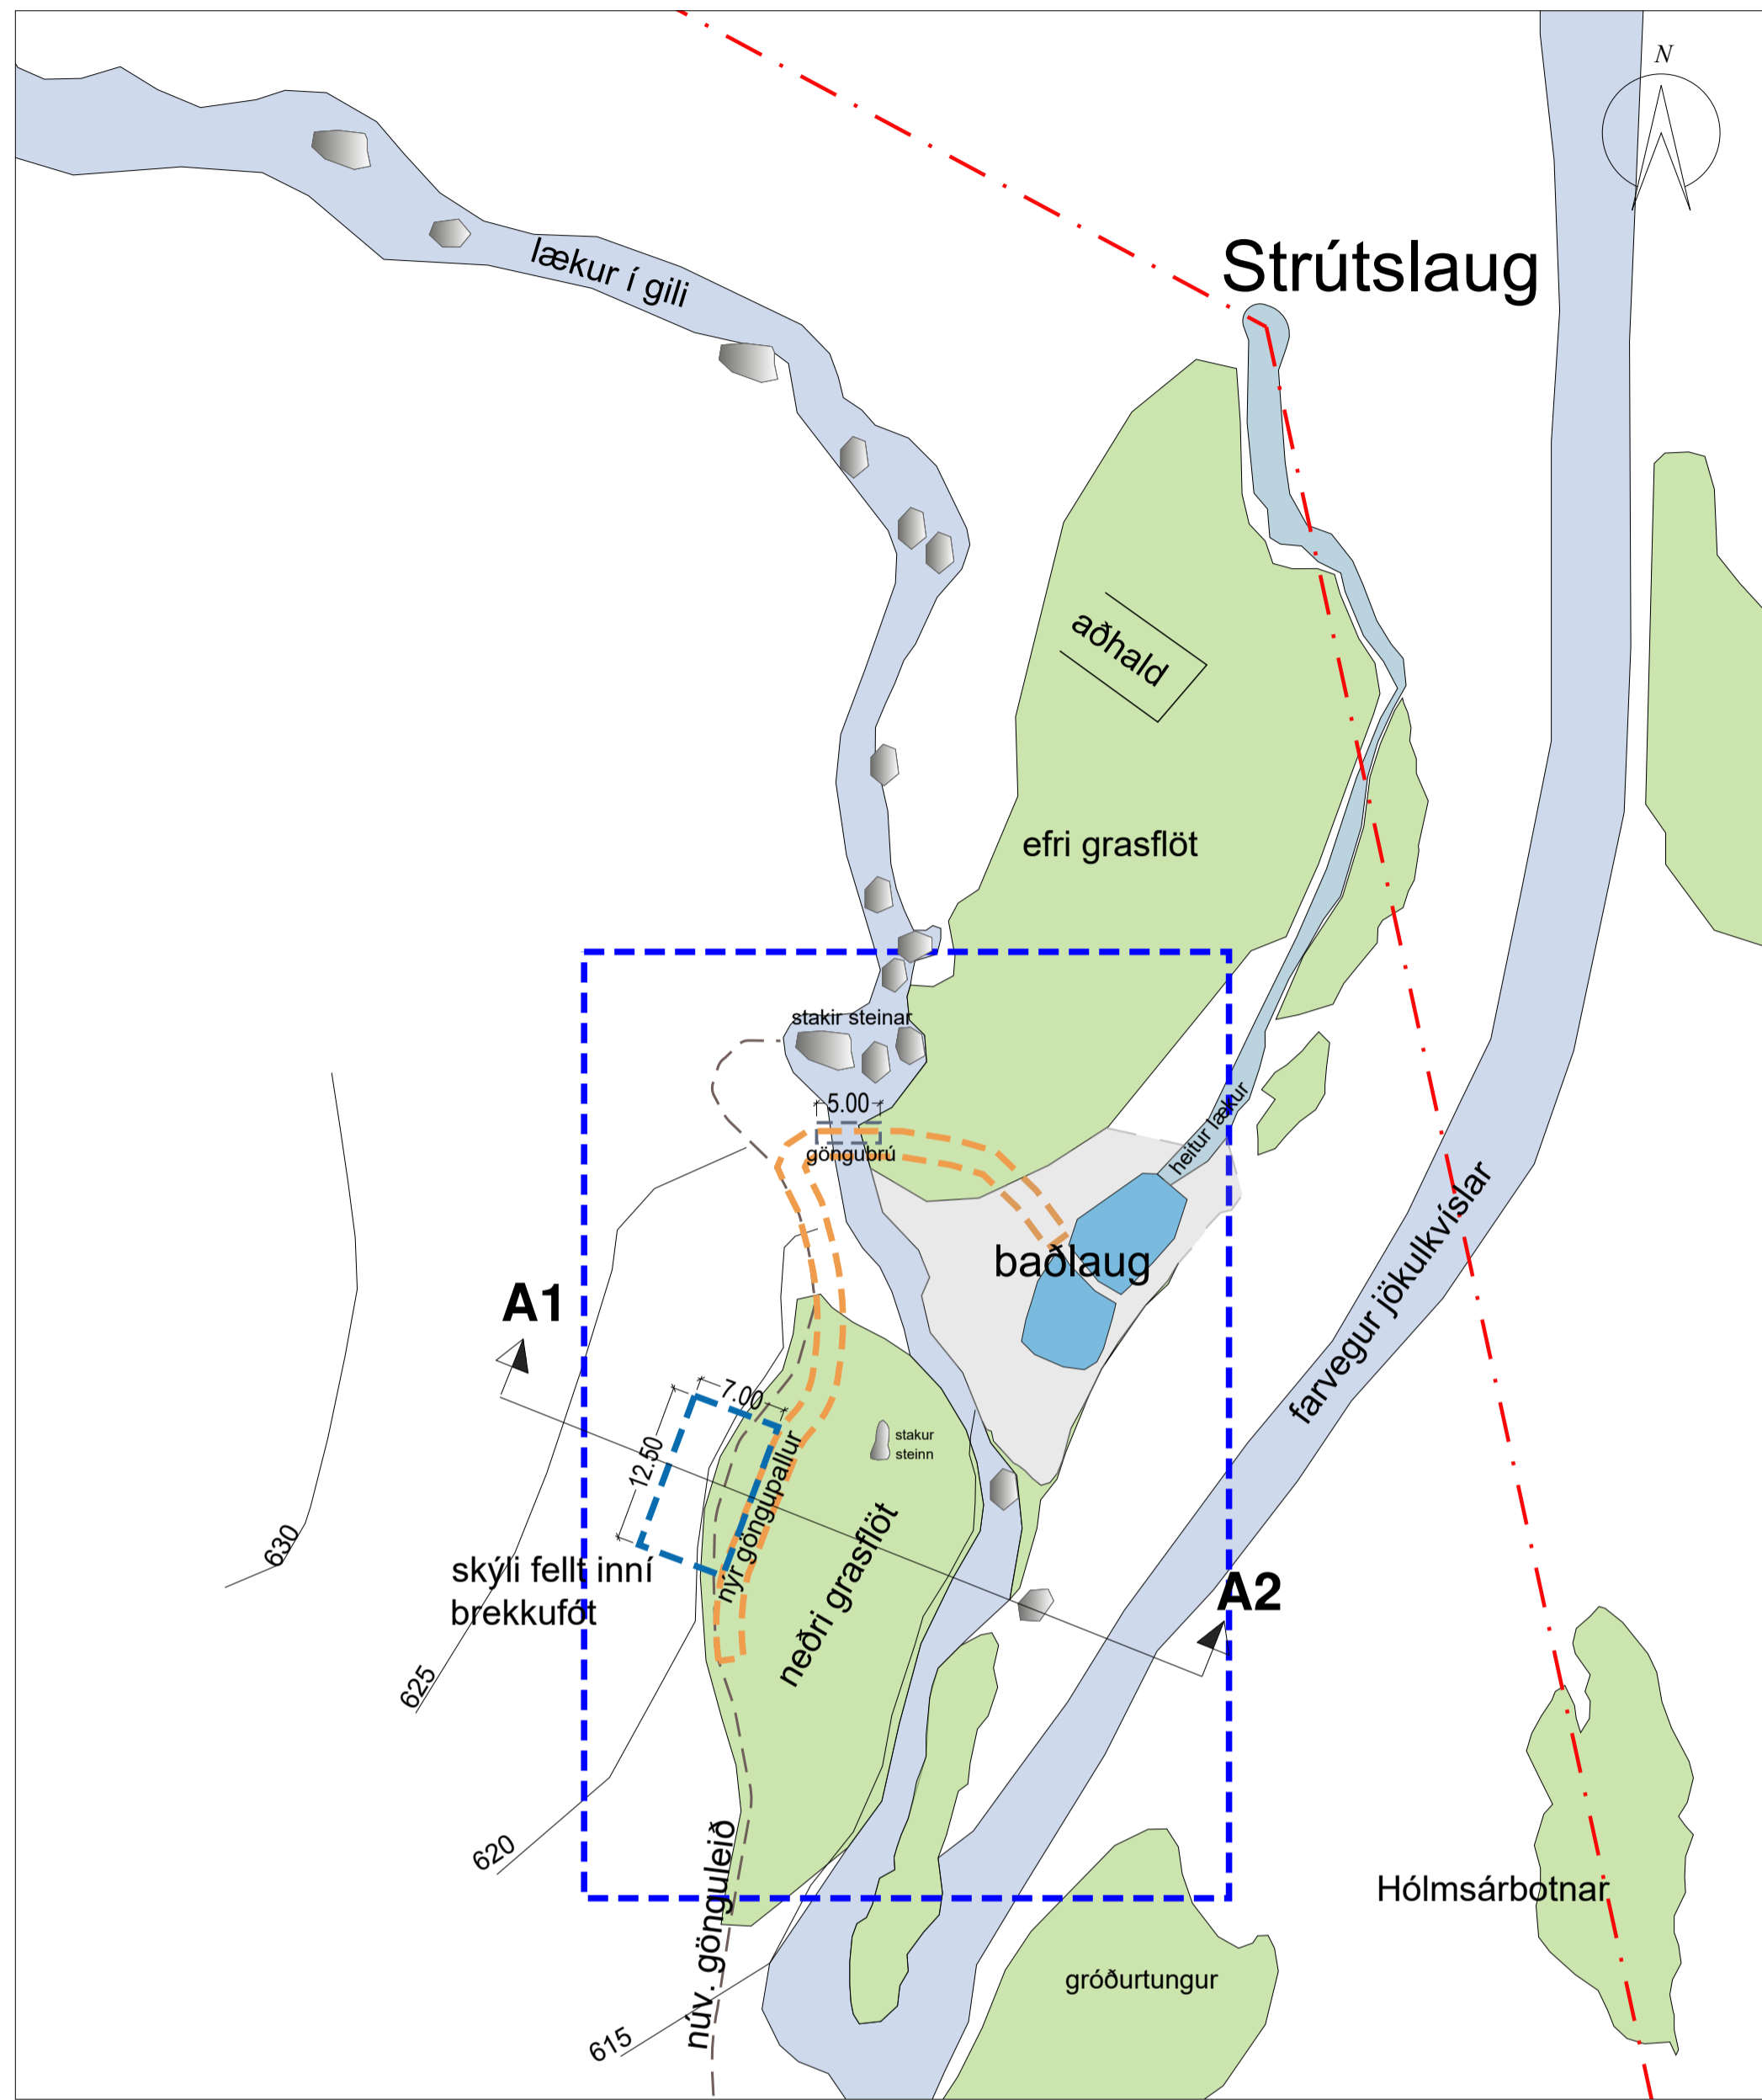 N
Strútslaug
lækur í gili
aðhald
efri grasflöt
stakir steinar
5.00
göngubrú
heitur lækur
baðlaug
farvegur jökulkvíslar
A1
7.00
12.50
stakur
steinn
nýr göngupallur
neðri grasflöt
630
skýli fellt inní
brekkufót
A2
625
620
Hólmsárbotnar
núv. gönguleið
gróðurtungur
615